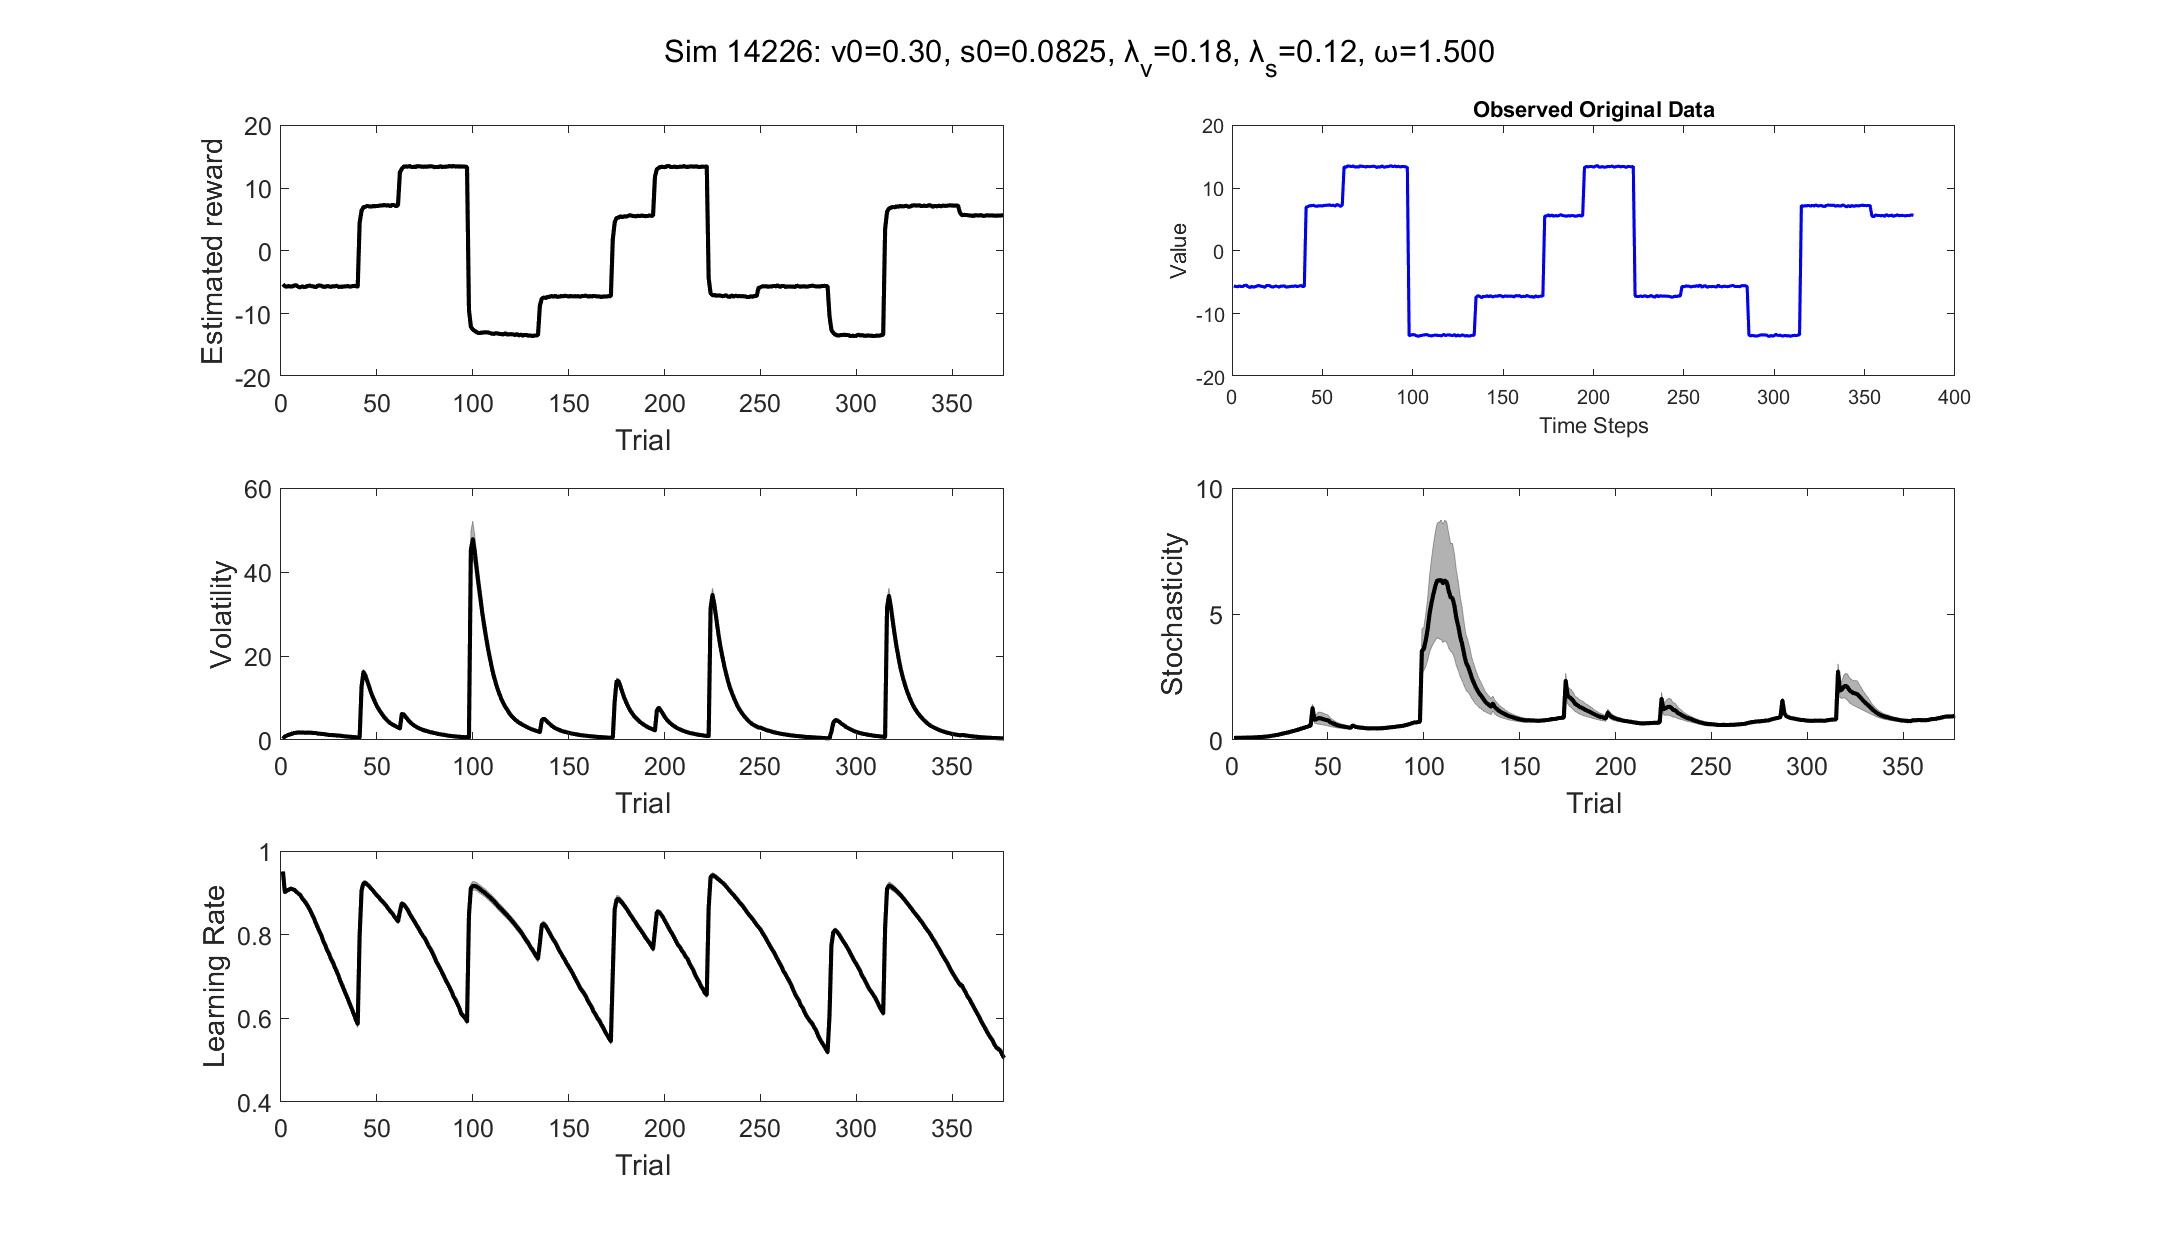 Sim 14226: v0=0.30, s0=0.0825, λv=0.18, λs=0.12, ω=1.500
20
10
0
-10
-20
Estimated reward
0 50 100 150 200 250 300 350
Trial
Observed Original Data
20
10
0
-10
-20
Value
0 50 100 150 200 250 300 350 400
Time Steps
60
40
20
0
Volatility
0 50 100 150 200 250 300 350
Trial
10
5
0
Stochasticity
0 50 100 150 200 250 300 350
Trial
1
0.8
0.6
0.4
Learning Rate
0 50 100 150 200 250 300 350
Trial